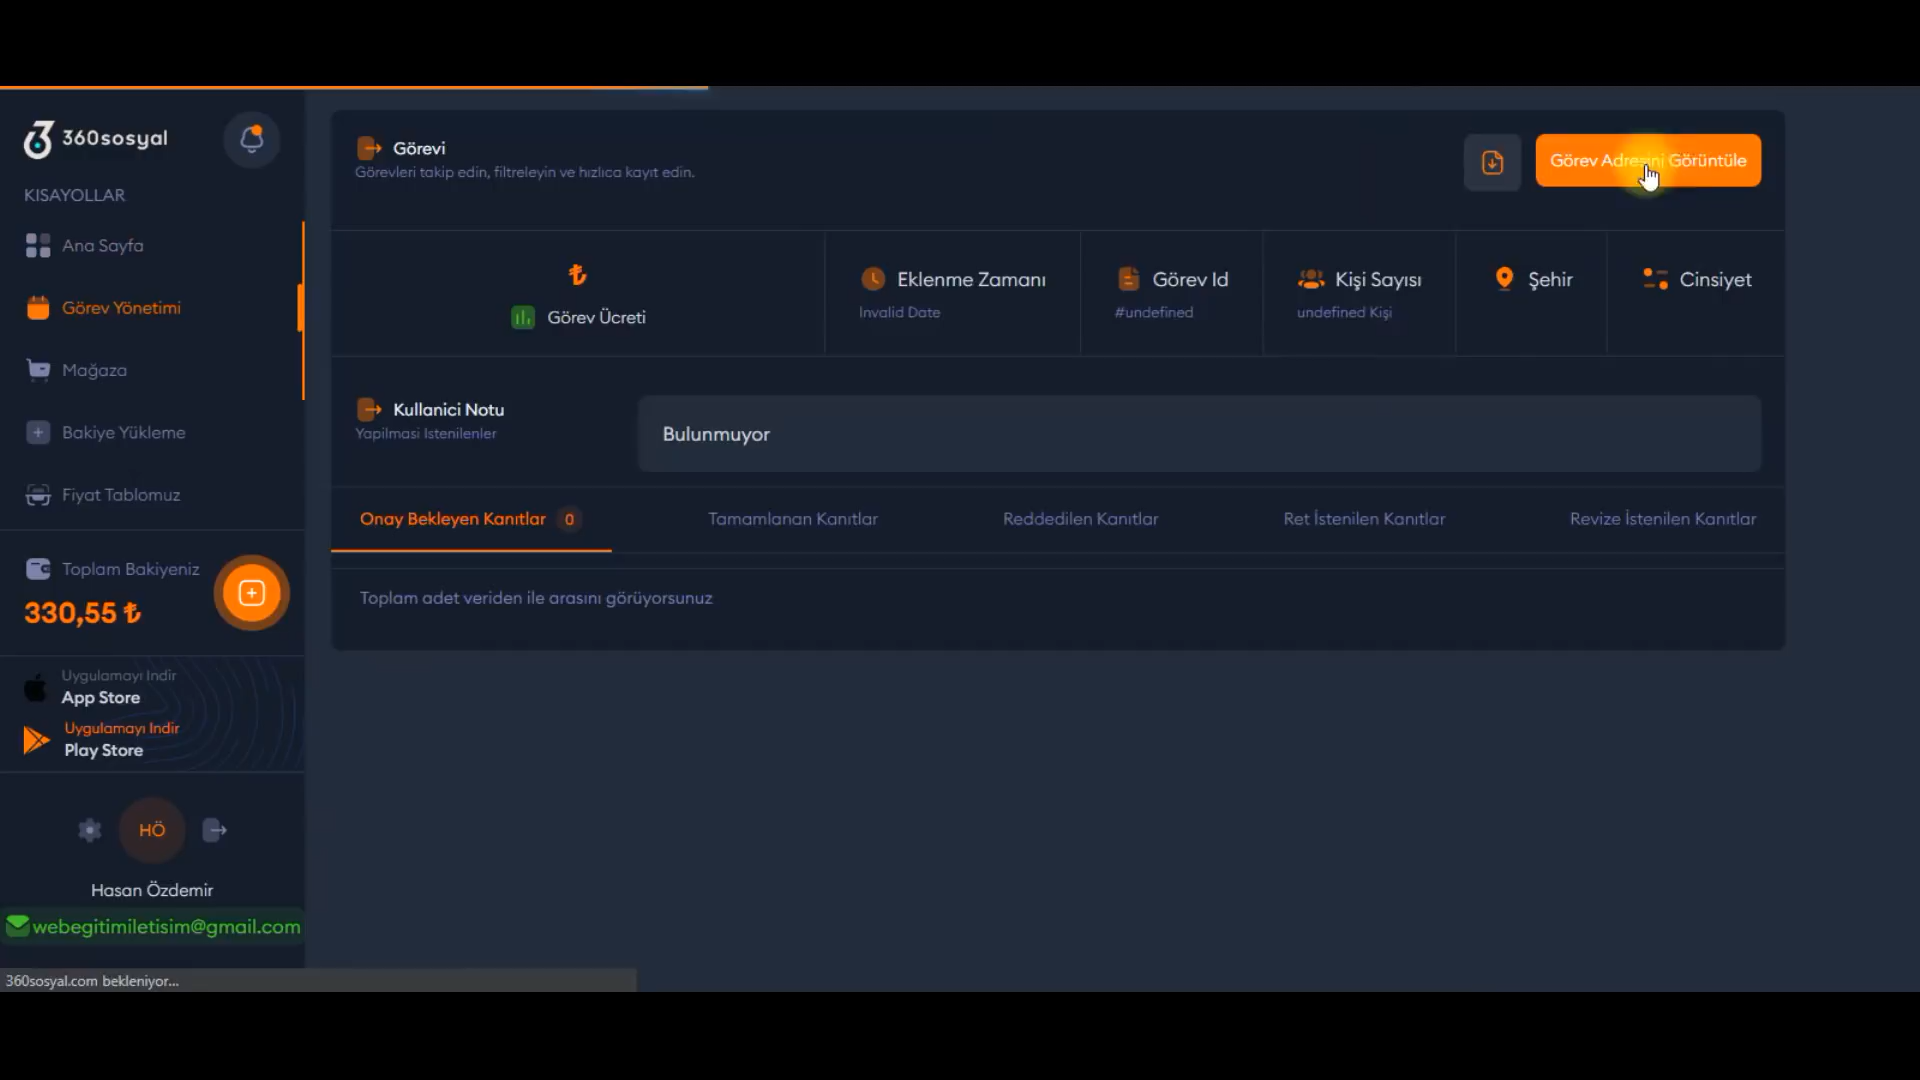 360sosyal
KISAYOLLAR
Ana Sayfa
Görev Yönetimi
Mağaza
Bakiye Yükleme
Fiyat Tablomuz
Toplam Bakiyeniz
330,55 ₺
Uygulamayı Indir
App Store
Uygulamayı Indir
Play Store
HÖ
Hasan Özdemir
webegitimiletisim@gmail.com
360sosyal.com bekleniyor...
Görevi
Görevleri takip edin, filtreleyin ve hızlıca kayıt edin.
Görev Adresini Görüntüle
₺
Görev Ücreti
Eklenme Zamanı
Invalid Date
Görev Id
#undefined
Kişi Sayısı
undefined Kişi
Şehir
Cinsiyet
Kullanici Notu
Yapilmasi Istenilenler
Bulunmuyor
Onay Bekleyen Kanıtlar 0
Tamamlanan Kanıtlar
Reddedilen Kanıtlar
Ret İstenilen Kanıtlar
Revize İstenilen Kanıtlar
Toplam adet veriden ile arasını görüyorsunuz